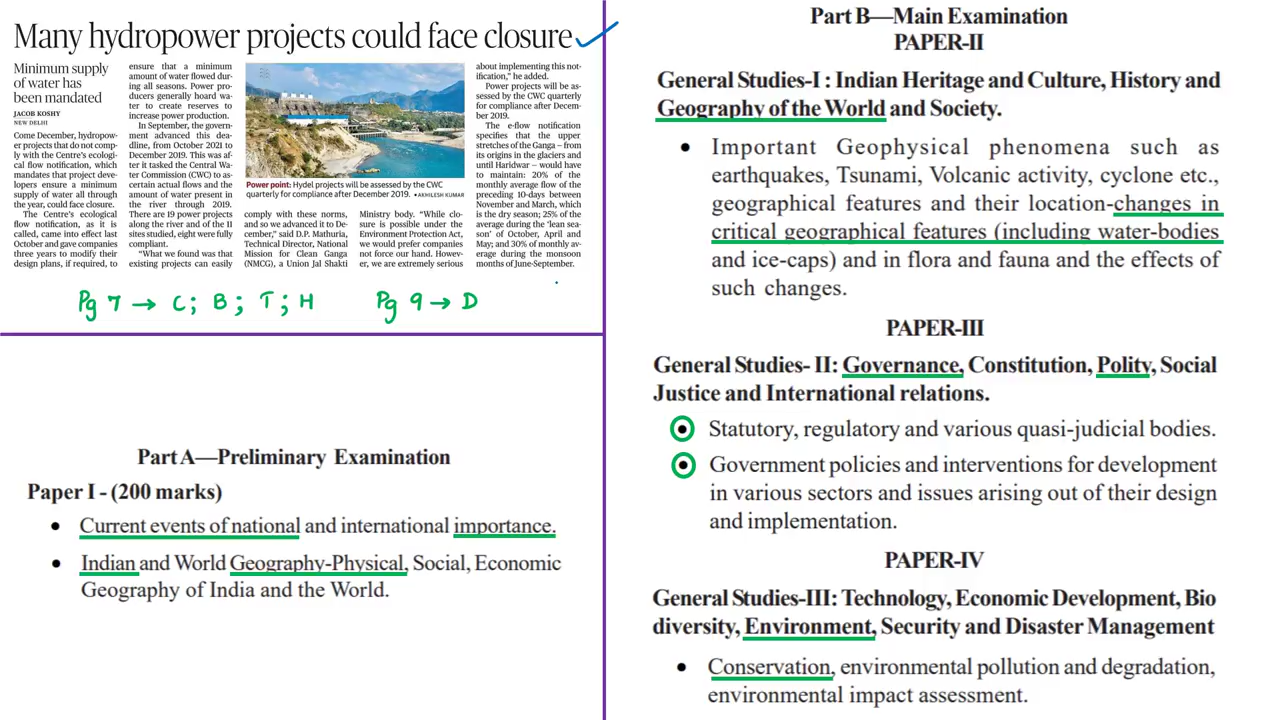 Many hydropower projects could face closure
Minimum supply
of water has
been mandated
JACOB KOSHY
NEW DELHI
Come December, hydropow-
er projects that do not comp-
ly with the Centre's ecologi-
cal flow notification, which
mandates that project deve-
lopers ensure a minimum
supply of water all through
the year, could face closure.
The Centre's ecological
flow notification, as it is
called, came into effect last
October and gave companies
three years to modify their
design plans, if required, to
ensure that a minimum
amount of water flowed dur-
ing all seasons. Power pro-
ducers generally hoard wa-
ter to create reserves to
increase power production.
In September, the govern-
ment advanced this dead-
line, from October 2021 to
December 2019. This was af-
ter it tasked the Central Wa-
ter Commission (CWC) to as-
certain actual flows and the
amount of water present in
the river through 2019.
There are 19 power projects
along the river and of the 11
sites studied, eight were fully
compliant.
"What we found was that
existing projects can easily
Power point: Hydel projects will be assessed by the CWC
quarterly for compliance after December 2019. • AKHILESH KUMAR
comply with these norms,
and so we advanced it to De-
cember," said D.P. Mathuria,
Technical Director, National
Mission for Clean Ganga
(NMCG), a Union Jal Shakti
Ministry body. "While clo-
sure is possible under the
Environment Protection Act,
we would prefer companies
not force our hand. Howev-
er, we are extremely serious
about implementing this not-
ification," he added.
Power projects will be as-
sessed by the CWC quarterly
for compliance after Decem-
ber 2019.
The e-flow notification
specifies that the upper
stretches of the Ganga – from
its origins in the glaciers and
until Haridwar – would have
to maintain: 20% of the
monthly average flow of the
preceding 10-days between
November and March, which
is the dry season; 25% of the
average during the 'lean sea-
son' of October, April and
May; and 30% of monthly av-
erage during the monsoon
months of June-September.
Pg 7 → C; B; T; H
Pg 9 → D
Part A—Preliminary Examination
Paper I - (200 marks)
• Current events of national and international importance.
• Indian and World Geography-Physical, Social, Economic
Geography of India and the World.
Part B—Main Examination
PAPER-II
General Studies-I : Indian Heritage and Culture, History and
Geography of the World and Society.
• Important Geophysical phenomena such as
earthquakes, Tsunami, Volcanic activity, cyclone etc.,
geographical features and their location-changes in
critical geographical features (including water-bodies
and ice-caps) and in flora and fauna and the effects of
such changes.
PAPER-III
General Studies- II: Governance, Constitution, Polity, Social
Justice and International relations.
• Statutory, regulatory and various quasi-judicial bodies.
• Government policies and interventions for development
in various sectors and issues arising out of their design
and implementation.
PAPER-IV
General Studies-III: Technology, Economic Development, Bio
diversity, Environment, Security and Disaster Management
• Conservation, environmental pollution and degradation,
environmental impact assessment.